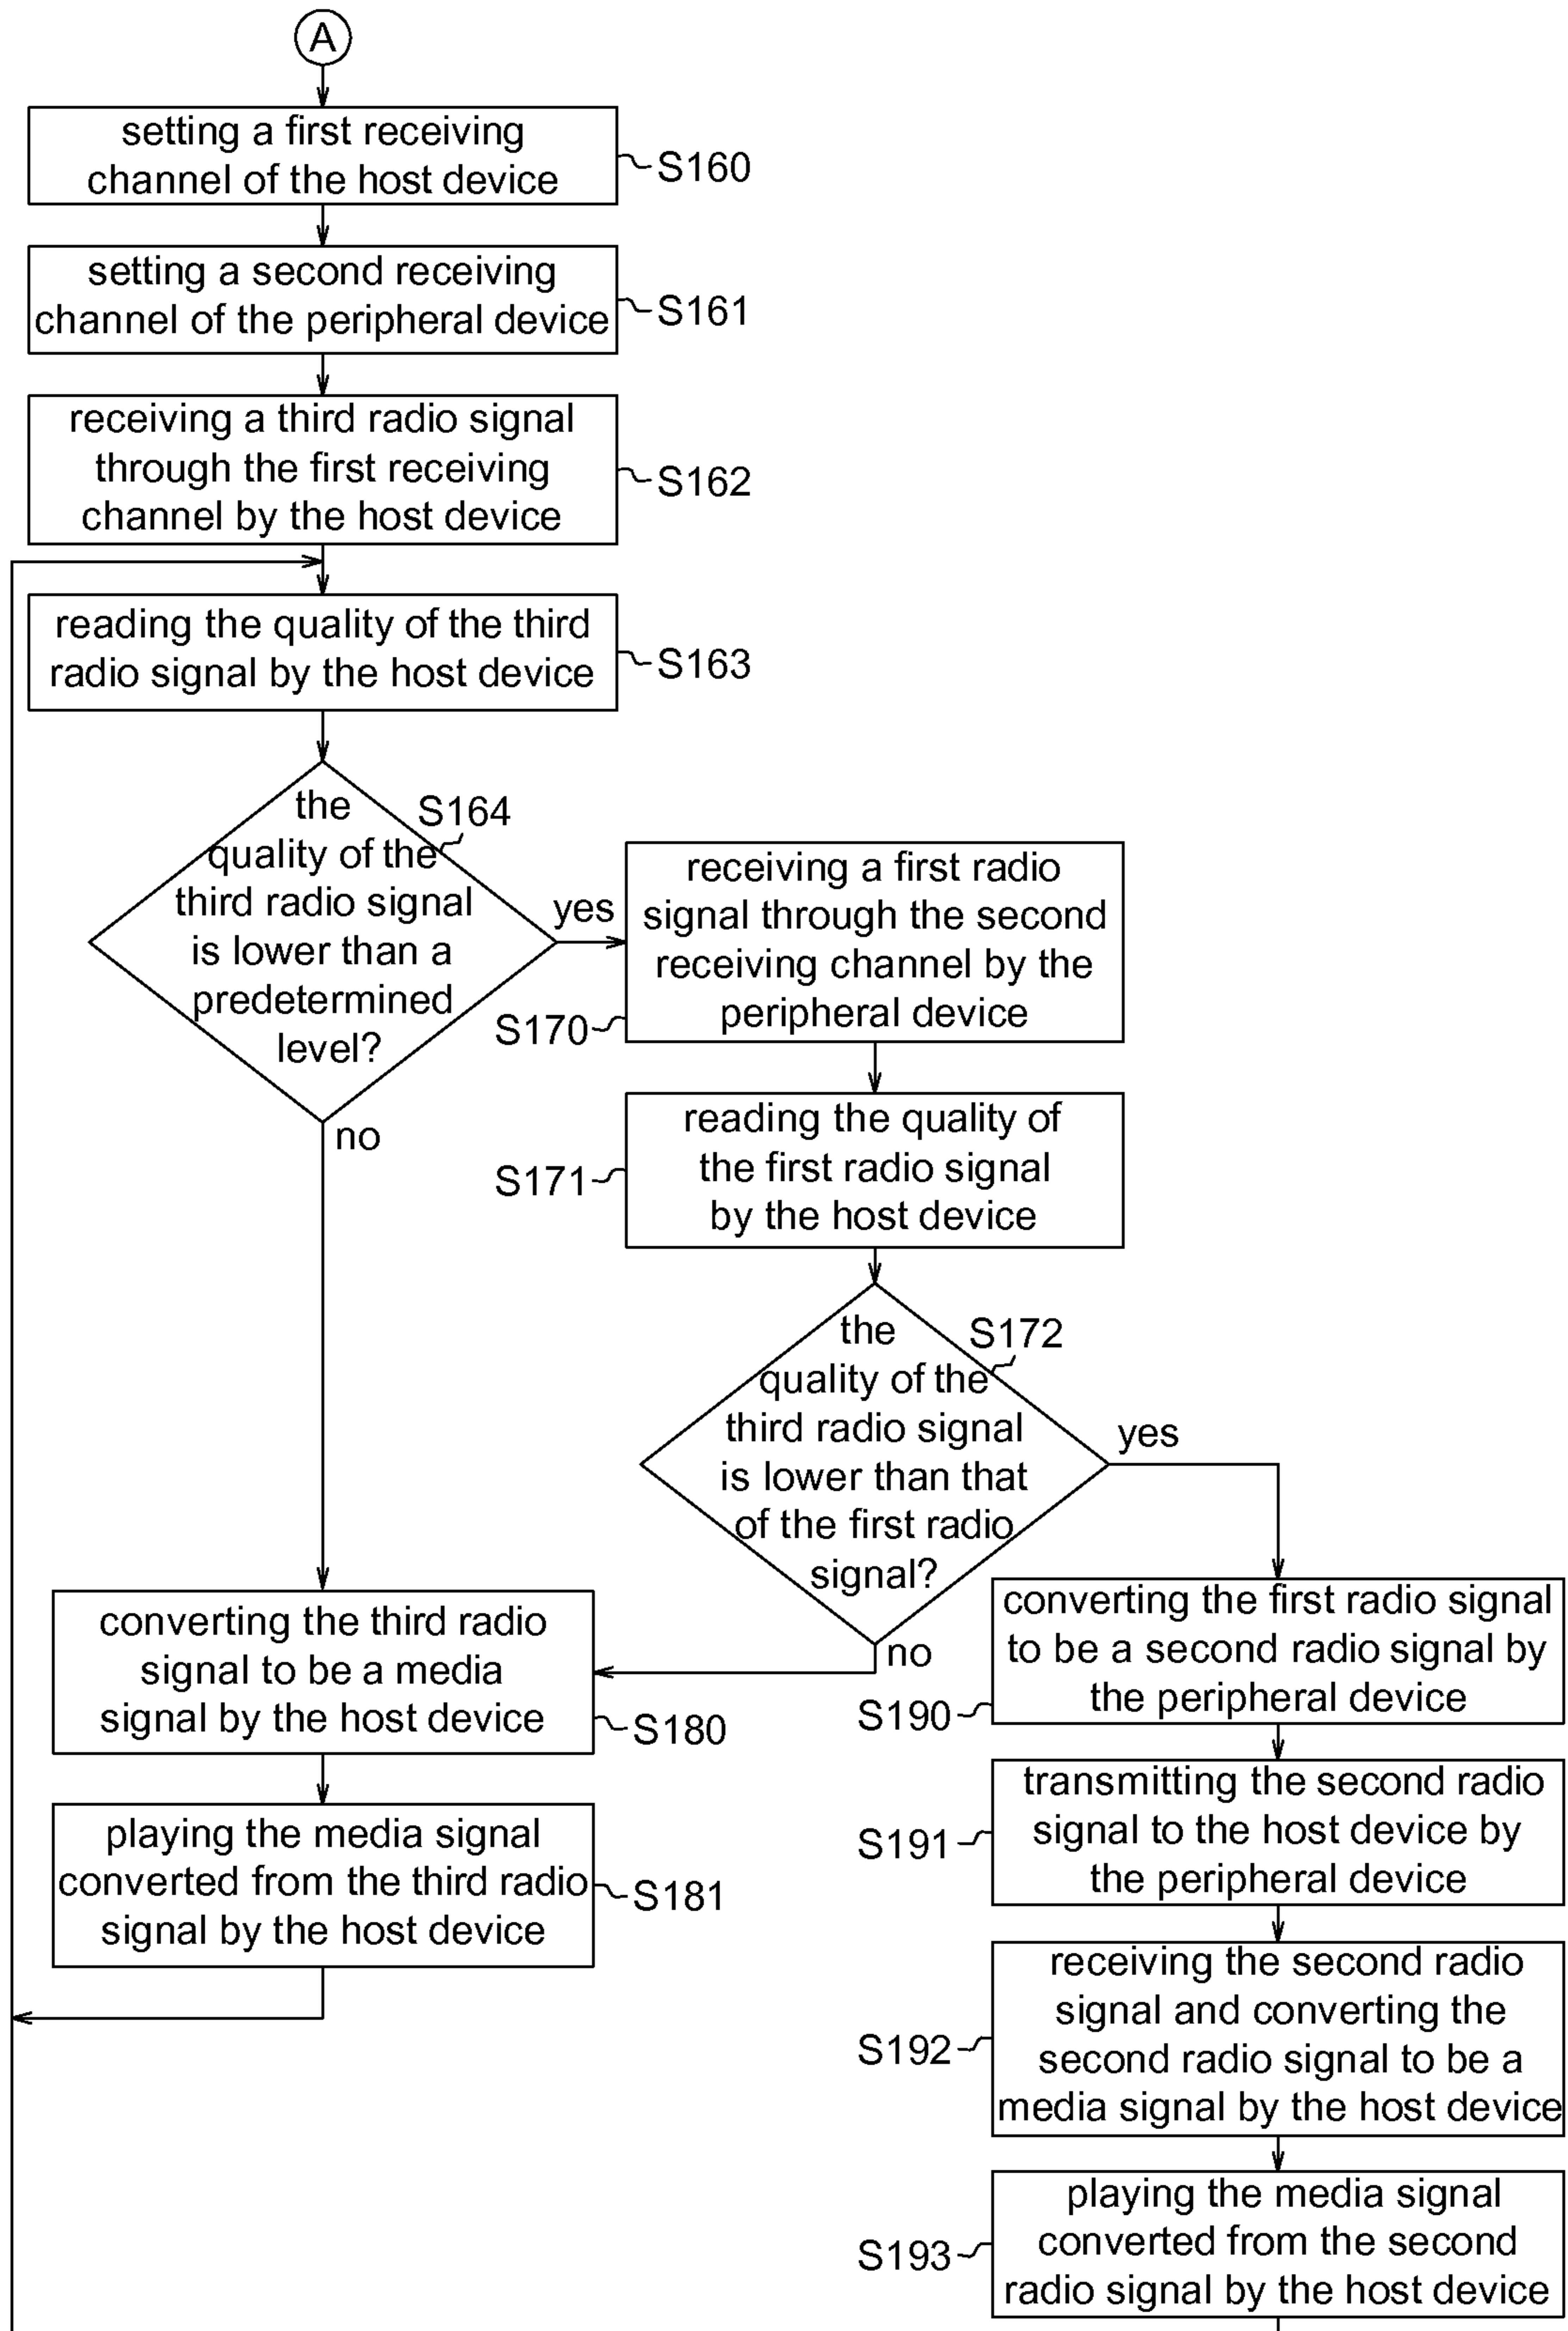 A
setting a first receiving
channel of the host device
S160
setting a second receiving
channel of the peripheral device
S161
receiving a third radio signal
through the first receiving
channel by the host device
S162
reading the quality of the third
radio signal by the host device
S163
the
quality of the
third radio signal
is lower than a
predetermined
level?
S164
yes
no
receiving a first radio
signal through the second
receiving channel by the
peripheral device
S170
reading the quality of
the first radio signal
by the host device
S171
the
quality of the
third radio signal
is lower than that
of the first radio
signal?
S172
yes
no
converting the third radio
signal to be a media
signal by the host device
S180
playing the media signal
converted from the third radio
signal by the host device
S181
converting the first radio signal
to be a second radio signal by
the peripheral device
S190
transmitting the second radio
signal to the host device by
the peripheral device
S191
receiving the second radio
signal and converting the
second radio signal to be a
media signal by the host device
S192
playing the media signal
converted from the second
radio signal by the host device
S193